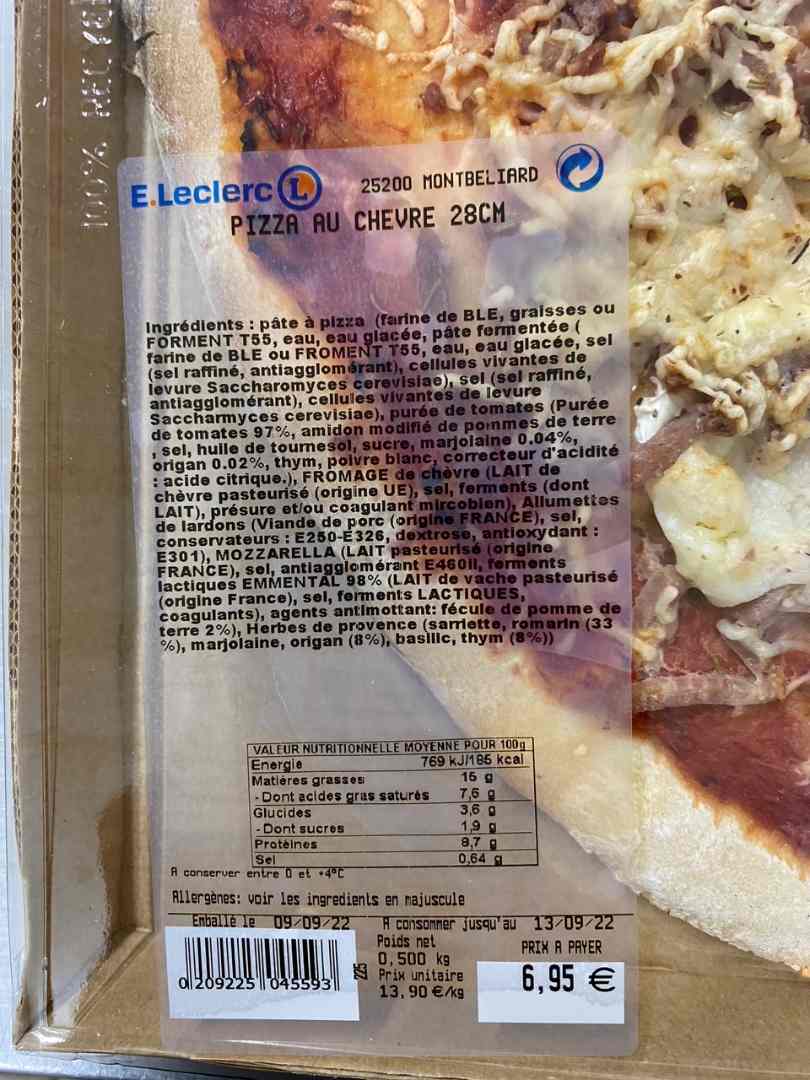 100% REC
E.Leclerc L
25200 MONTBELIARD
PIZZA AU CHEVRE 28CM
Ingrédients : pâte à pizza (farine de BLE, graisses ou
FORMENT T55, eau, eau glacée, pâte fermentée (
farine de BLE ou FROMENT T55, eau, eau glacée, sel
(sel raffiné, antiagglomérant), cellules vivantes de
levure Saccharomyces cerevisiae), sel (sel raffiné,
antiagglomérant), cellules vivantes de levure
Saccharmyces cerevisiae), purée de tomates (Purée
de tomates 97%, amidon modifié de pommes de terre
, sel, huile de tournesol, sucre, marjolaine 0.04%,
origan 0.02%, thym, poivre blanc, correcteur d'acidité
: acide citrique.), FROMAGE de chèvre (LAIT de
chèvre pasteurisé (origine UE), sel, ferments (dont
LAIT), présure et/ou coagulant mircobien), Allumettes
de lardons (Viande de porc (origine FRANCE), sel,
conservateurs : E250-E326, dextrose, antioxydant :
E301), MOZZARELLA (LAIT pasteurisé (origine
FRANCE), sel, antiagglomérant E460II, ferments
lactiques EMMENTAL 98% (LAIT de vache pasteurisé
(origine France), sel, ferments LACTIQUES,
coagulants), agents antimottant: fécule de pomme de
terre 2%), Herbes de provence (sarriette, romarin (33
%), marjolaine, origan (8%), basilic, thym (8%))
VALEUR NUTRITIONNELLE MOYENNE POUR 100g
Energie 769 kJ/185 kcal
Matières grasses 15 g
- Dont acides gras saturés 7,6 g
Glucides 3,6 g
- Dont sucres 1,9 g
Protéines 8,7 g
Sel 0,64 g
A conserver entre 0 et +4°C
Allergènes: voir les ingredients en majuscule
Emballé le 09/09/22 A consommer jusqu'au 13/09/22
Poids net
0,500 kg
Prix unitaire
13,90 €/kg
PRIX A PAYER
6,95 €
225
0 209225 045593